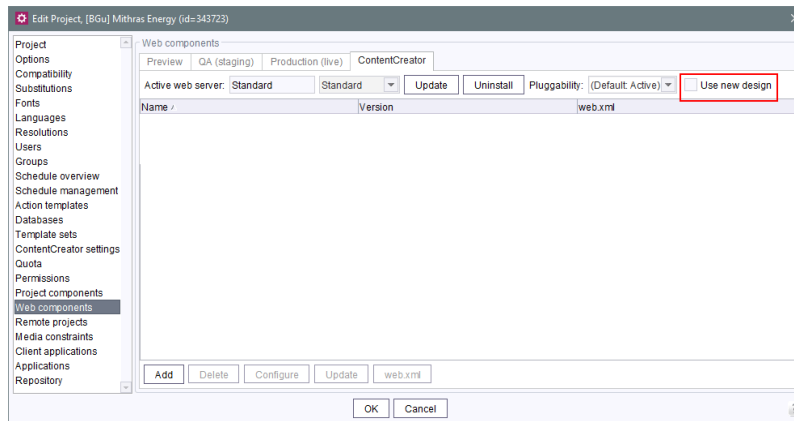 Edit Project, [BGu] Mithras Energy (id=343723)
Project
Options
Compatibility
Substitutions
Fonts
Languages
Resolutions
Users
Groups
Schedule overview
Schedule management
Action templates
Databases
Template sets
ContentCreator settings
Quota
Permissions
Project components
Web components
Remote projects
Media constraints
Client applications
Applications
Repository
Web components
Preview QA (staging) Production (live) ContentCreator
Active web server: Standard Standard Update Uninstall Pluggability: (Default: Active) Use new design
Name Version web.xml
Add Delete Configure Update web.xml
OK Cancel